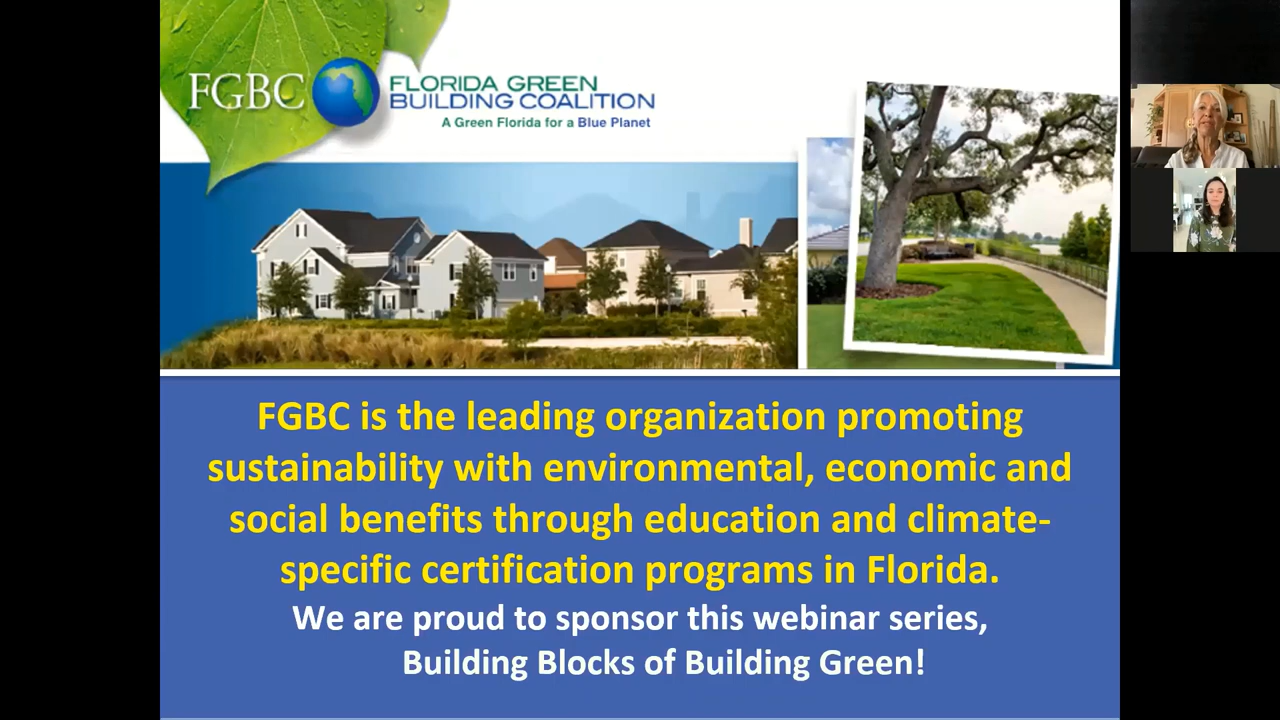 FGBC
FLORIDA GREEN
BUILDING COALITION
A Green Florida for a Blue Planet
FGBC is the leading organization promoting
sustainability with environmental, economic and
social benefits through education and climate-
specific certification programs in Florida.
We are proud to sponsor this webinar series,
Building Blocks of Building Green!